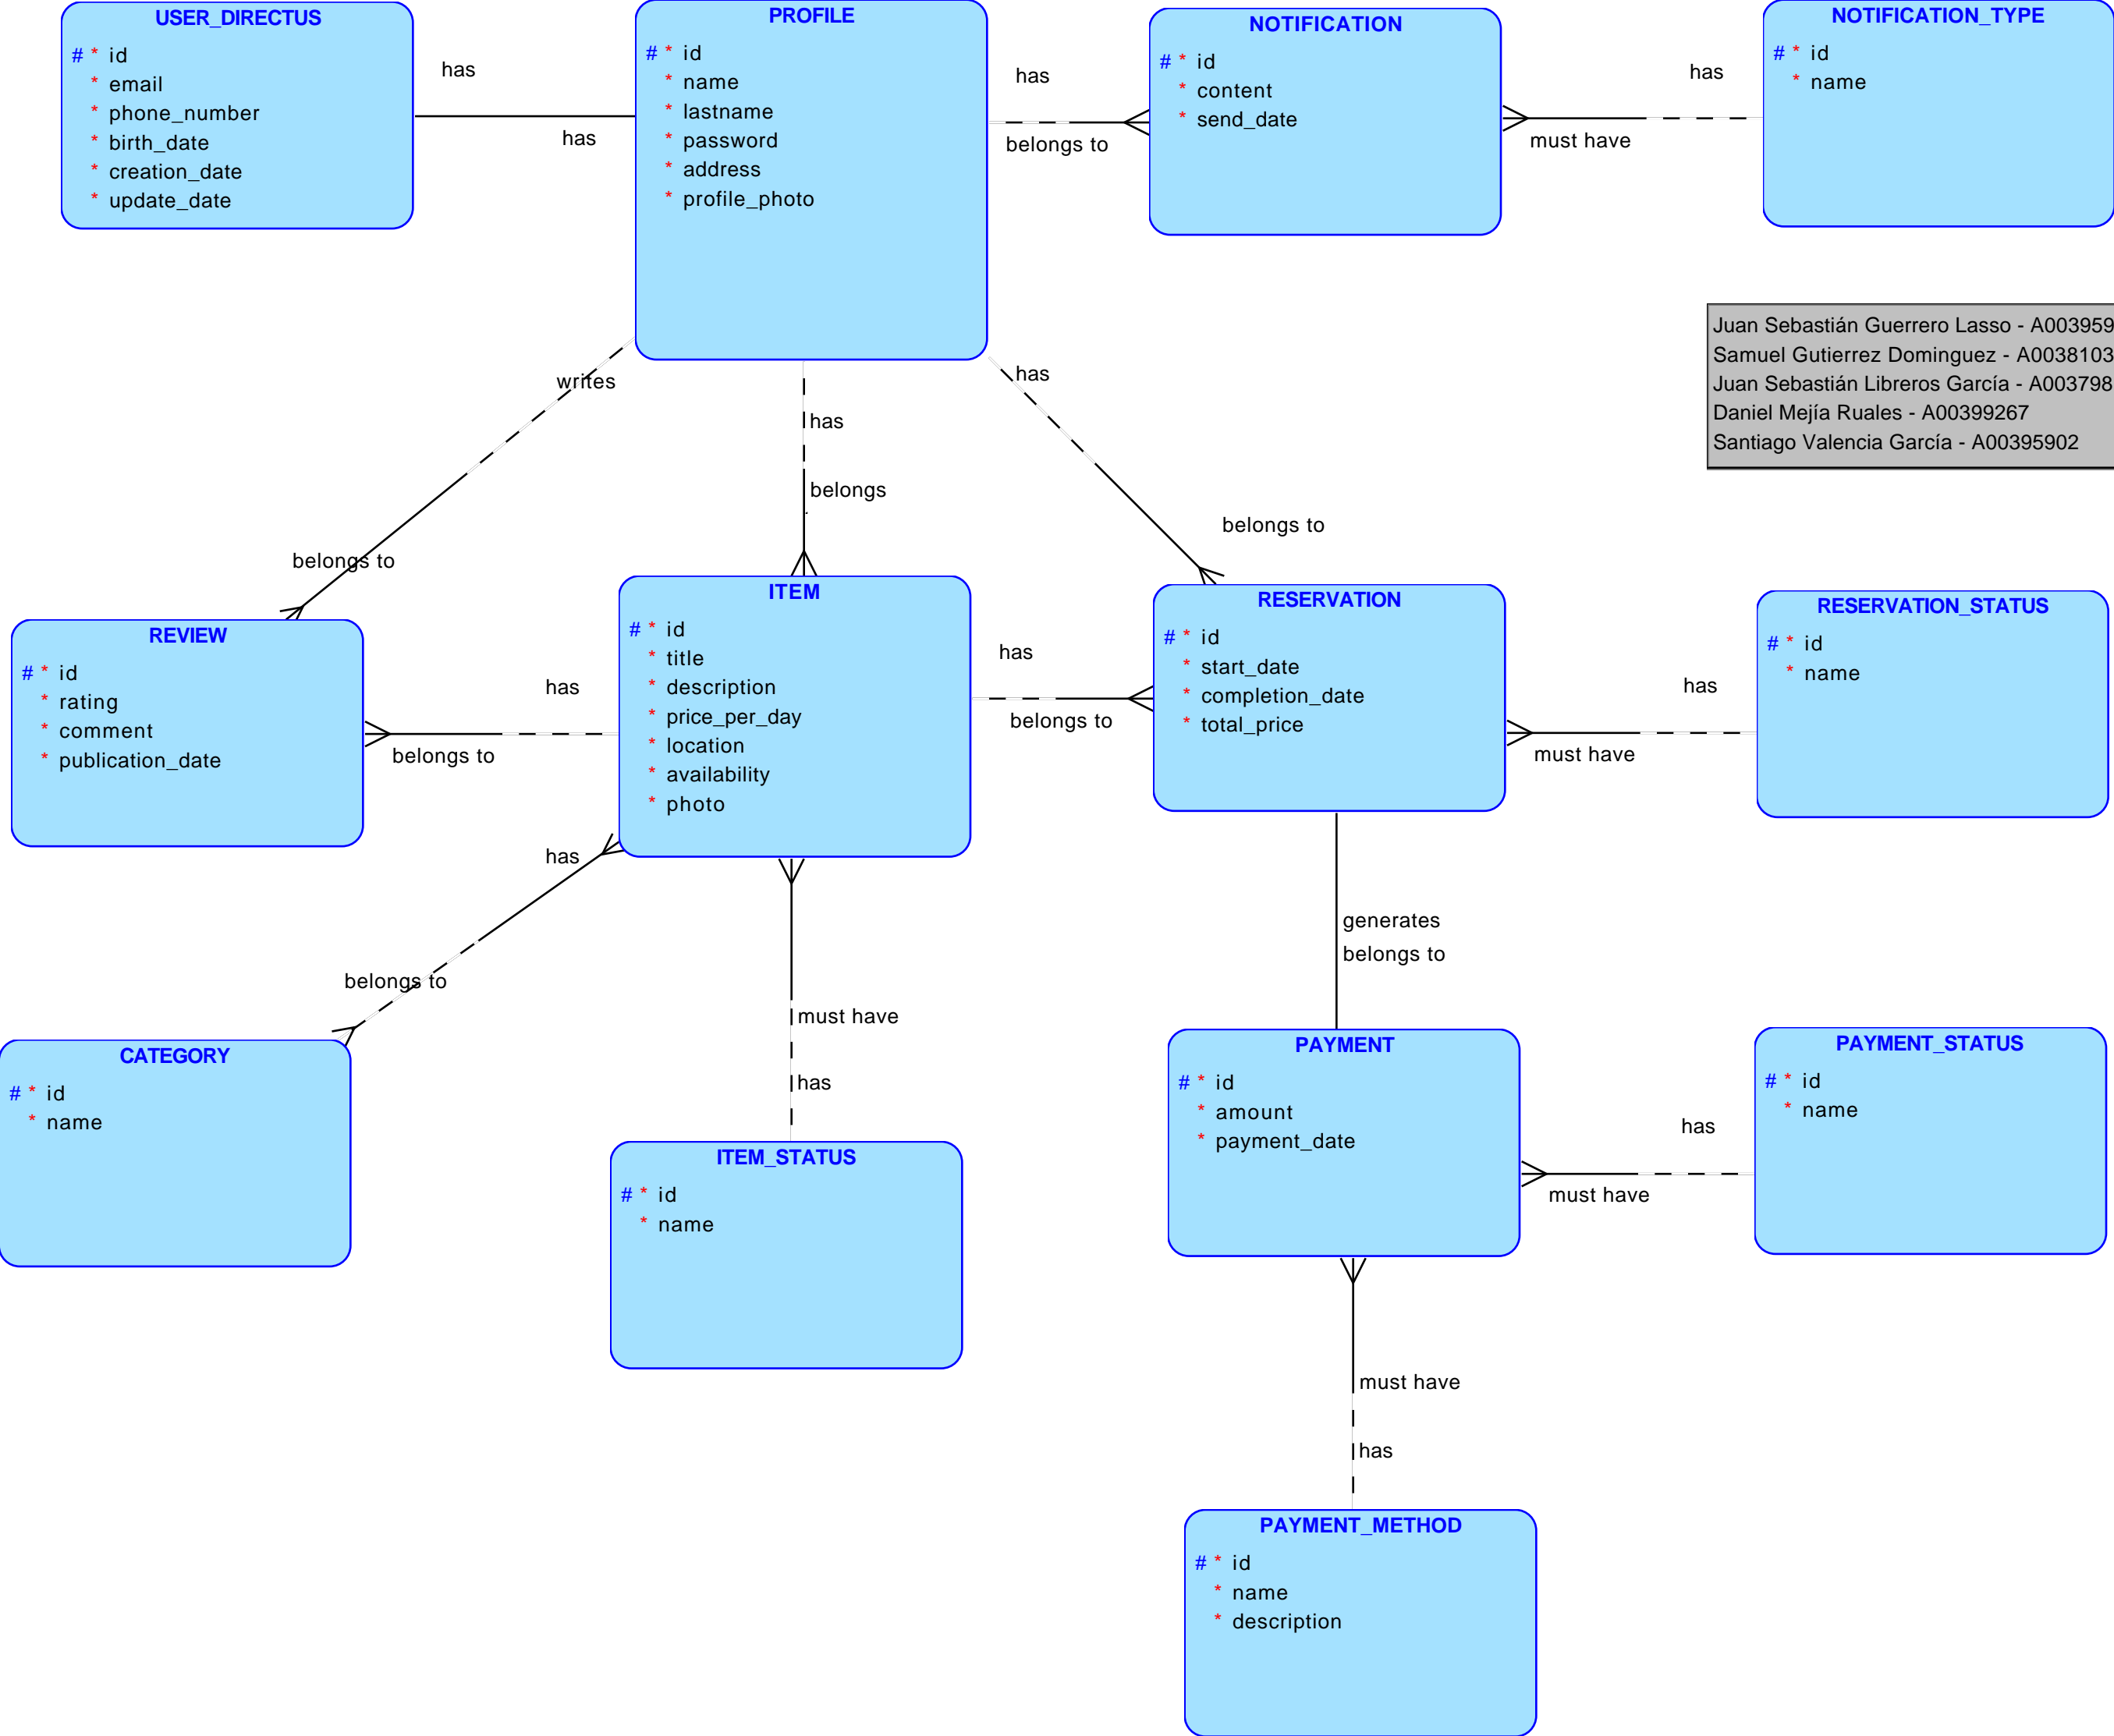 USER_DIRECTUS
# * id
* email
* phone_number
* birth_date
* creation_date
* update_date
has
has
PROFILE
# * id
* name
* lastname
* password
* address
* profile_photo
has
belongs to
NOTIFICATION
# * id
* content
* send_date
has
must have
NOTIFICATION_TYPE
# * id
* name
Juan Sebastián Guerrero Lasso - A003959
Samuel Gutierrez Dominguez - A0038103
Juan Sebastián Libreros García - A003798
Daniel Mejía Ruales - A00399267
Santiago Valencia García - A00395902
writes
belongs to
has
belongs
has
belongs to
REVIEW
# * id
* rating
* comment
* publication_date
has
belongs to
ITEM
# * id
* title
* description
* price_per_day
* location
* availability
* photo
has
belongs to
RESERVATION
# * id
* start_date
* completion_date
* total_price
has
must have
RESERVATION_STATUS
# * id
* name
has
belongs to
must have
has
generates
belongs to
CATEGORY
# * id
* name
ITEM_STATUS
# * id
* name
PAYMENT
# * id
* amount
* payment_date
has
must have
PAYMENT_STATUS
# * id
* name
must have
has
PAYMENT_METHOD
# * id
* name
* description